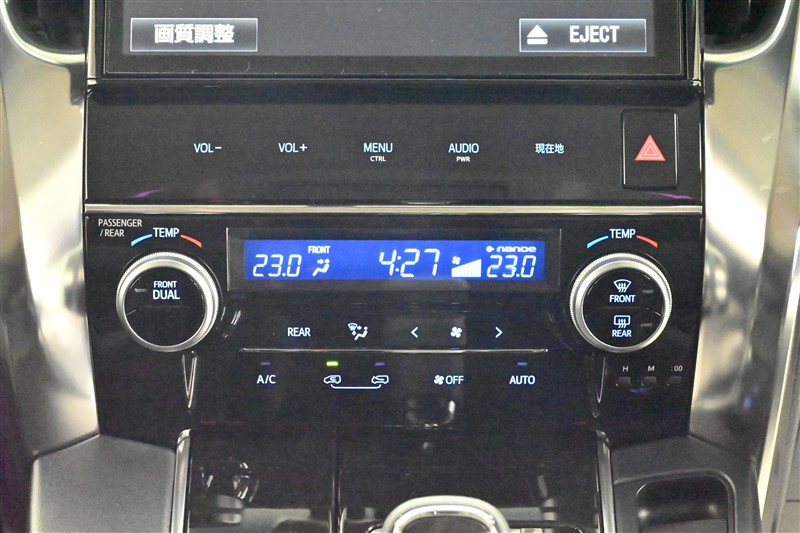 画質調整 EJECT
VOL− VOL+ MENU AUDIO 現在地
CTRL PWR
PASSENGER
/ REAR
TEMP TEMP
FRONT nanoe
23.0 4:27 23.0
FRONT
DUAL
FRONT
REAR
REAR < >
A/C OFF AUTO
H M :00